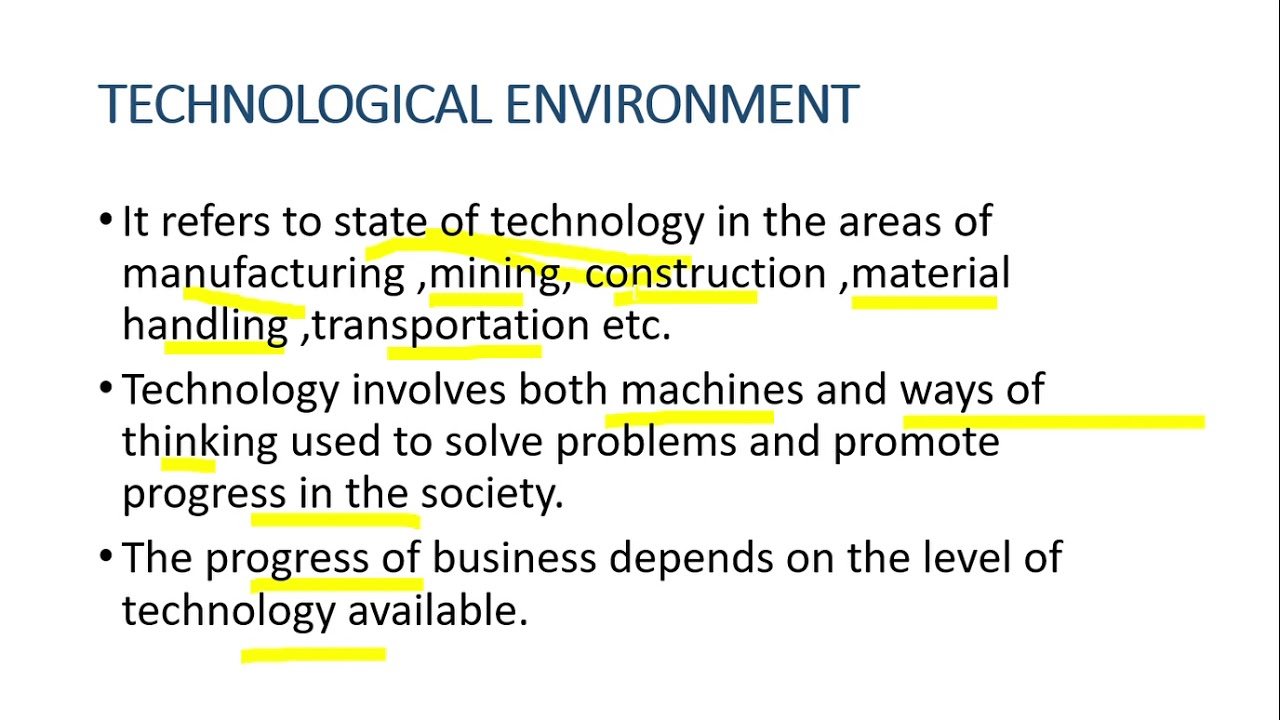 TECHNOLOGICAL ENVIRONMENT
•It refers to state of technology in the areas of
manufacturing ,mining, construction ,material
handling ,transportation etc.
•Technology involves both machines and ways of
thinking used to solve problems and promote
progress in the society.
•The progress of business depends on the level of
technology available.